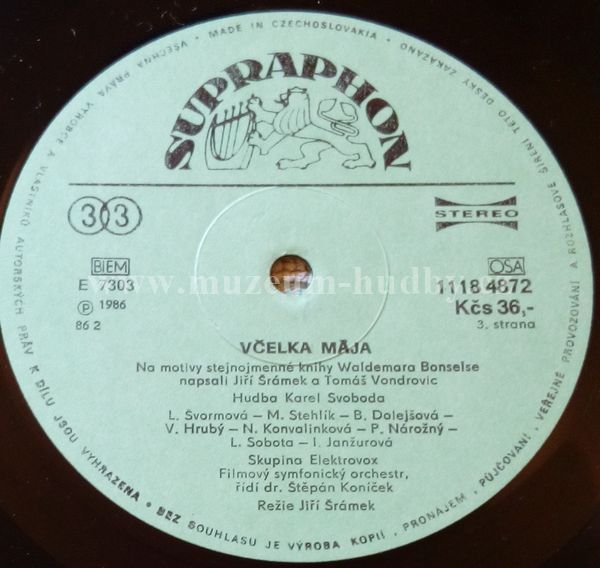 VŠECHNA PRÁVA VÝROBCE A VLASTNÍKŮ AUTORSKÝCH PRÁV K DÍLU JSOU VYHRAZENA • BEZ SOUHLASU JE VÝROBA KOPIÍ, PRONÁJEM, PŮJČOVÁNÍ, VEŘEJNÉ PROVOZOVÁNÍ A ROZHLASOVÉ ŠÍŘENÍ TÉTO DESKY ZAKÁZÁNO • MADE IN CZECHOSLOVAKIA •
SUPRAPHON
33
STEREO
BIEM
OSA
E 7303
1118 4872
℗ 1986
Kčs 36,-
86 2
3. strana
www.muzeum-hudby.
VČELKA MÁJA
Na motivy stejnojmenné knihy Waldemara Bonselse
napsali Jiří Šrámek a Tomáš Vondrovic
Hudba Karel Svoboda
L. Švormová – M. Stehlík – B. Dolejšová –
V. Hrubý – N. Konvalinková – P. Nárožný –
L. Sobota – I. Janžurová
Skupina Elektrovox
Filmový symfonický orchestr,
řídí dr. Štěpán Koníček
Režie Jiří Šrámek